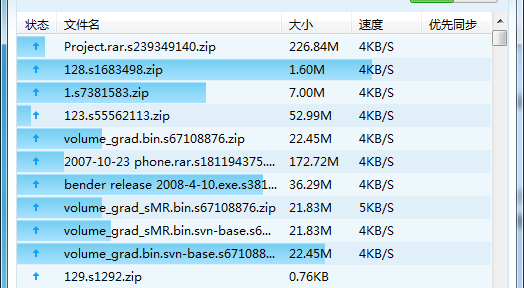 状态 文件名 大小 速度 优先同步
Project.rar.s239349140.zip 226.84M 4KB/S
128.s1683498.zip 1.60M 4KB/S
1.s7381583.zip 7.00M 4KB/S
123.s55562113.zip 52.99M 4KB/S
volume_grad.bin.s67108876.zip 22.45M 4KB/S
2007-10-23 phone.rar.s181194375.... 172.72M 4KB/S
bender release 2008-4-10.exe.s381... 36.29M 4KB/S
volume_grad_sMR.bin.s67108876.zip 21.83M 5KB/S
volume_grad_sMR.bin.svn-base.s6... 21.83M 4KB/S
volume_grad.bin.svn-base.s671088... 22.45M 4KB/S
129.s1292.zip 0.76KB